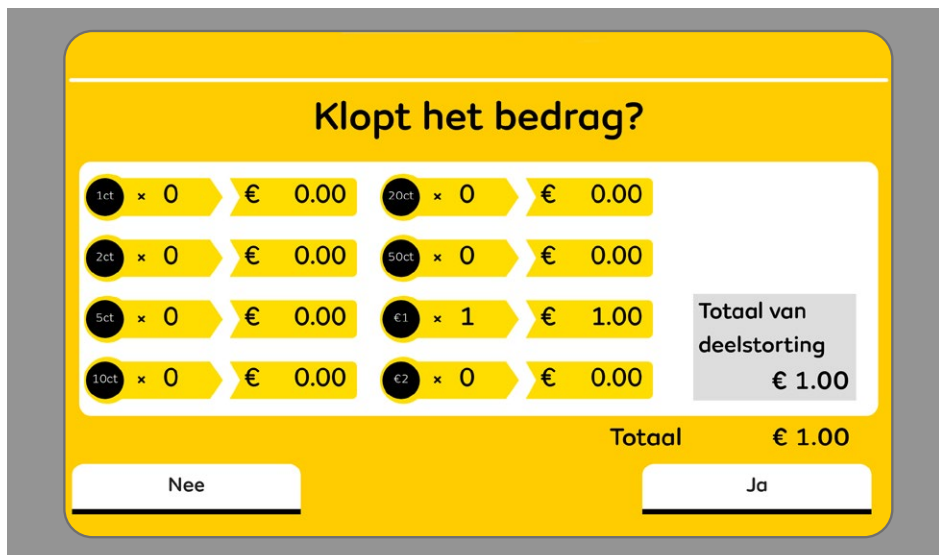 Klopt het bedrag?
1ct × 0 € 0.00 20ct × 0 € 0.00
2ct × 0 € 0.00 50ct × 0 € 0.00
5ct × 0 € 0.00 €1 × 1 € 1.00
10ct × 0 € 0.00 €2 × 0 € 0.00
Totaal van
deelstorting
€ 1.00
Totaal € 1.00
Nee Ja